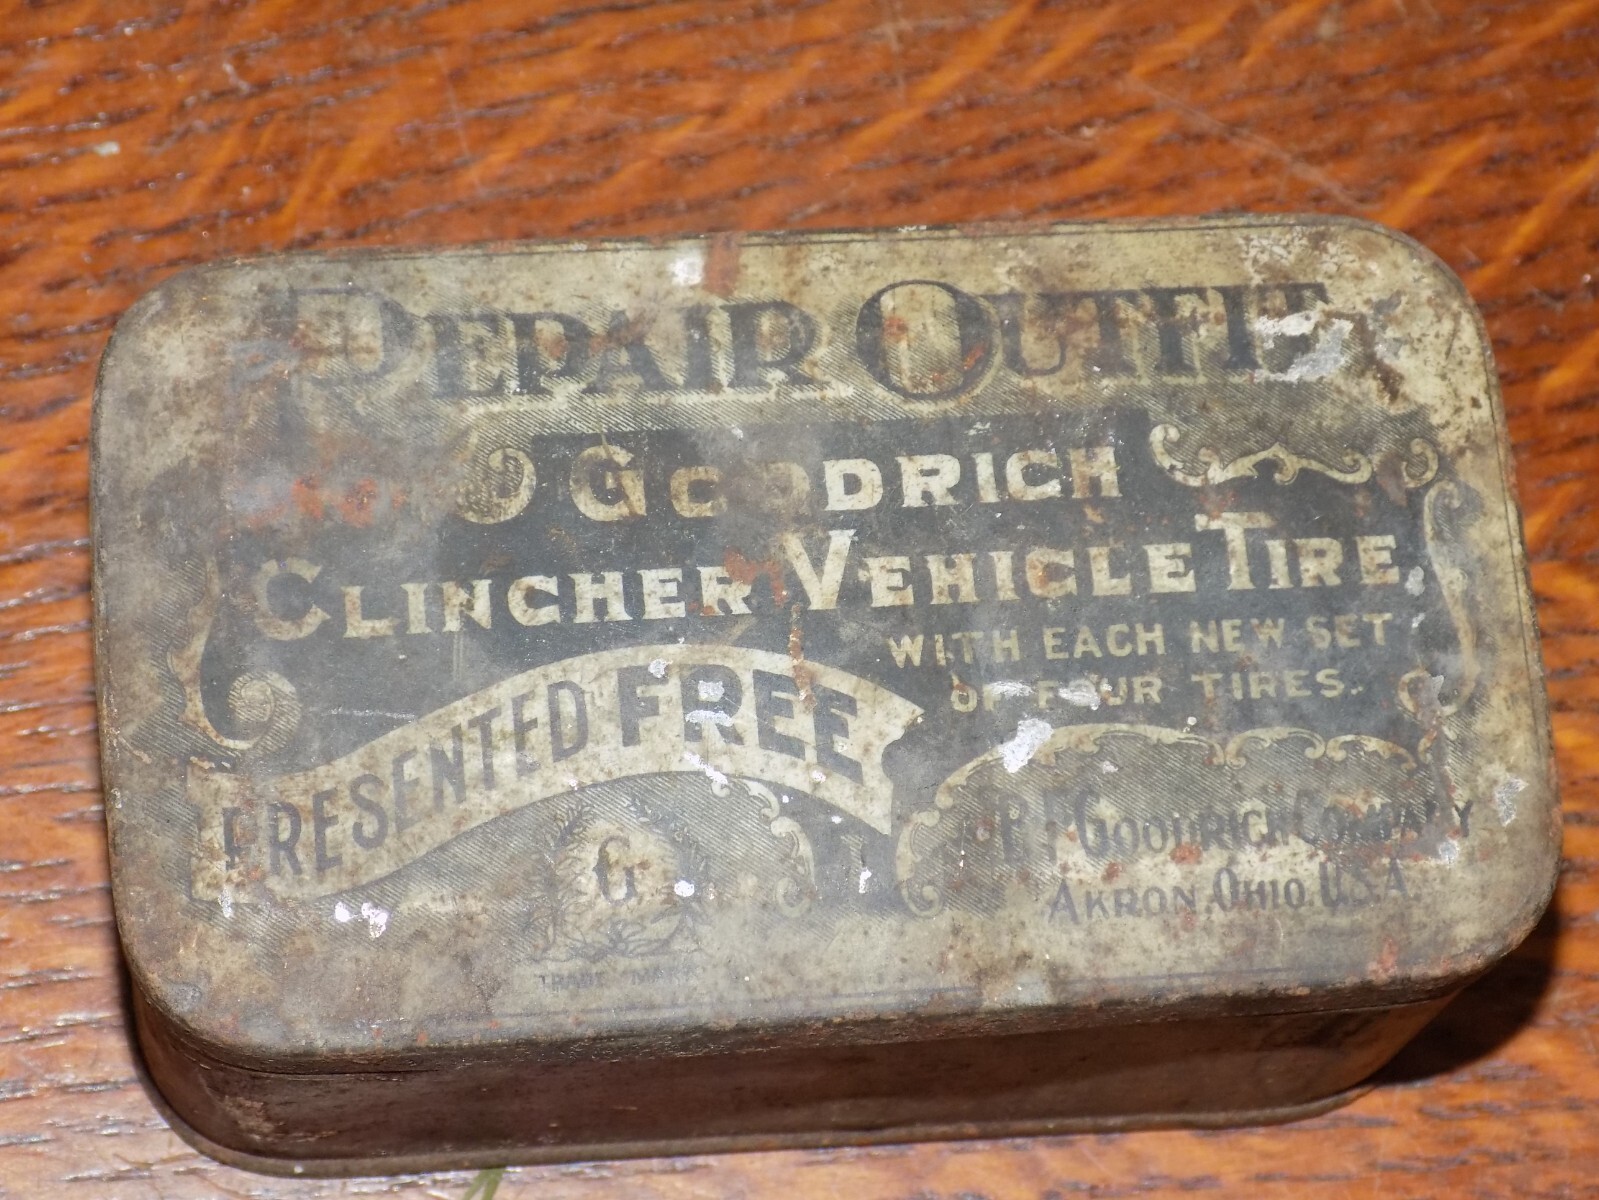 REPAIR OUTFIT
GOODRICH
CLINCHER VEHICLE TIRE
WITH EACH NEW SET
OF FOUR TIRES.
PRESENTED FREE
G
TRADE MARK
B F GOODRICH COMPANY
AKRON, OHIO. U.S.A.